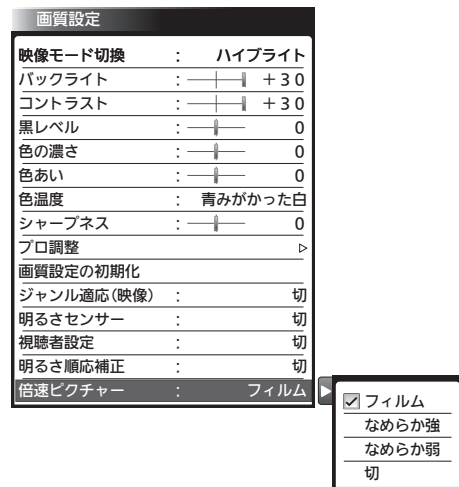 画質設定
映像モード切換 : ハイブライト
バックライト : +30
コントラスト : +30
黒レベル : 0
色の濃さ : 0
色あい : 0
色温度 : 青みがかった白
シャープネス : 0
プロ調整
画質設定の初期化
ジャンル適応(映像) : 切
明るさセンサー : 切
視聴者設定 : 切
明るさ順応補正 : 切
倍速ピクチャー : フィルム
フィルム
なめらか強
なめらか弱
切